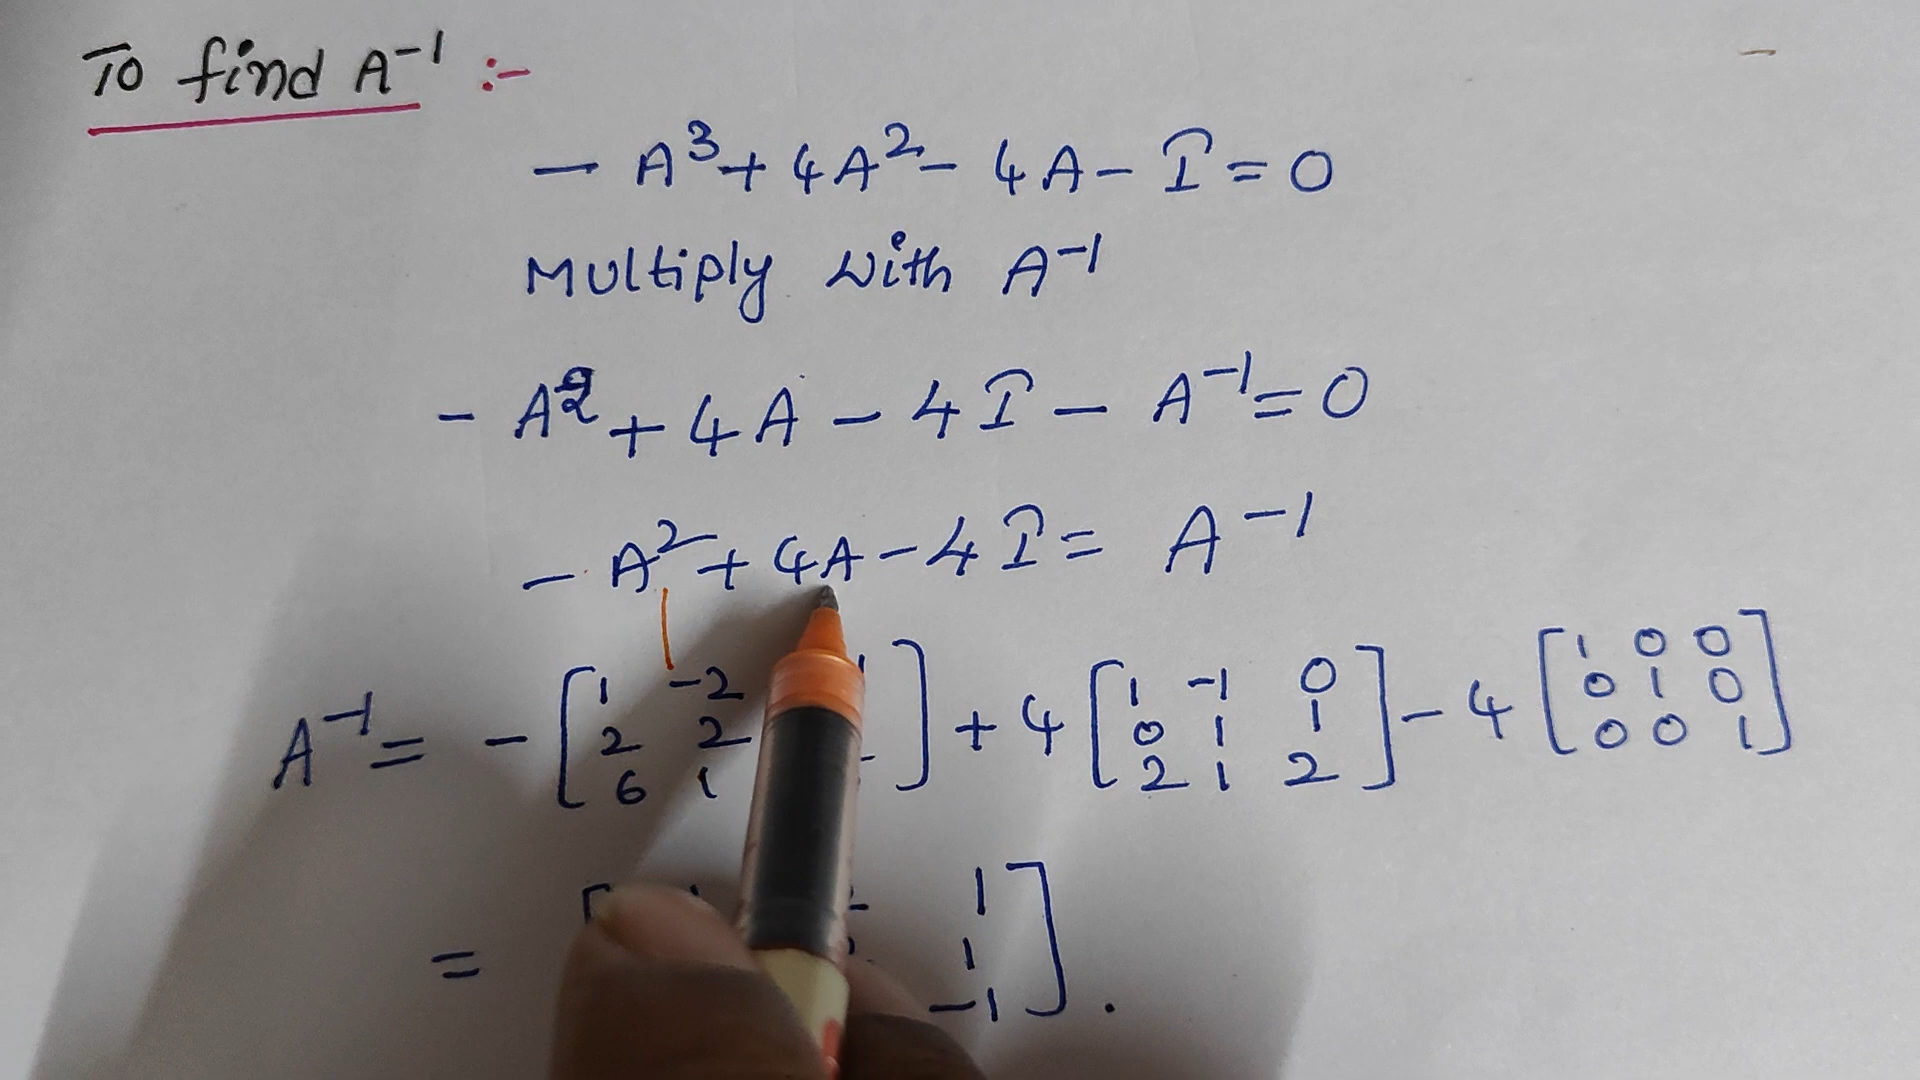 To find A⁻¹ :-
- A³ + 4A² - 4A - I = 0
Multiply with A⁻¹
- A² + 4A - 4I - A⁻¹ = 0
- A² + 4A - 4I = A⁻¹
1 -2 1 0 0
1 -1 0 0 1 0
A⁻¹ = - [ 2 2 ] + 4 [ 0 1 1 ] - 4 [ 0 0 1 ]
6 1 2 1 2
1
= [ 1 ] .
-1